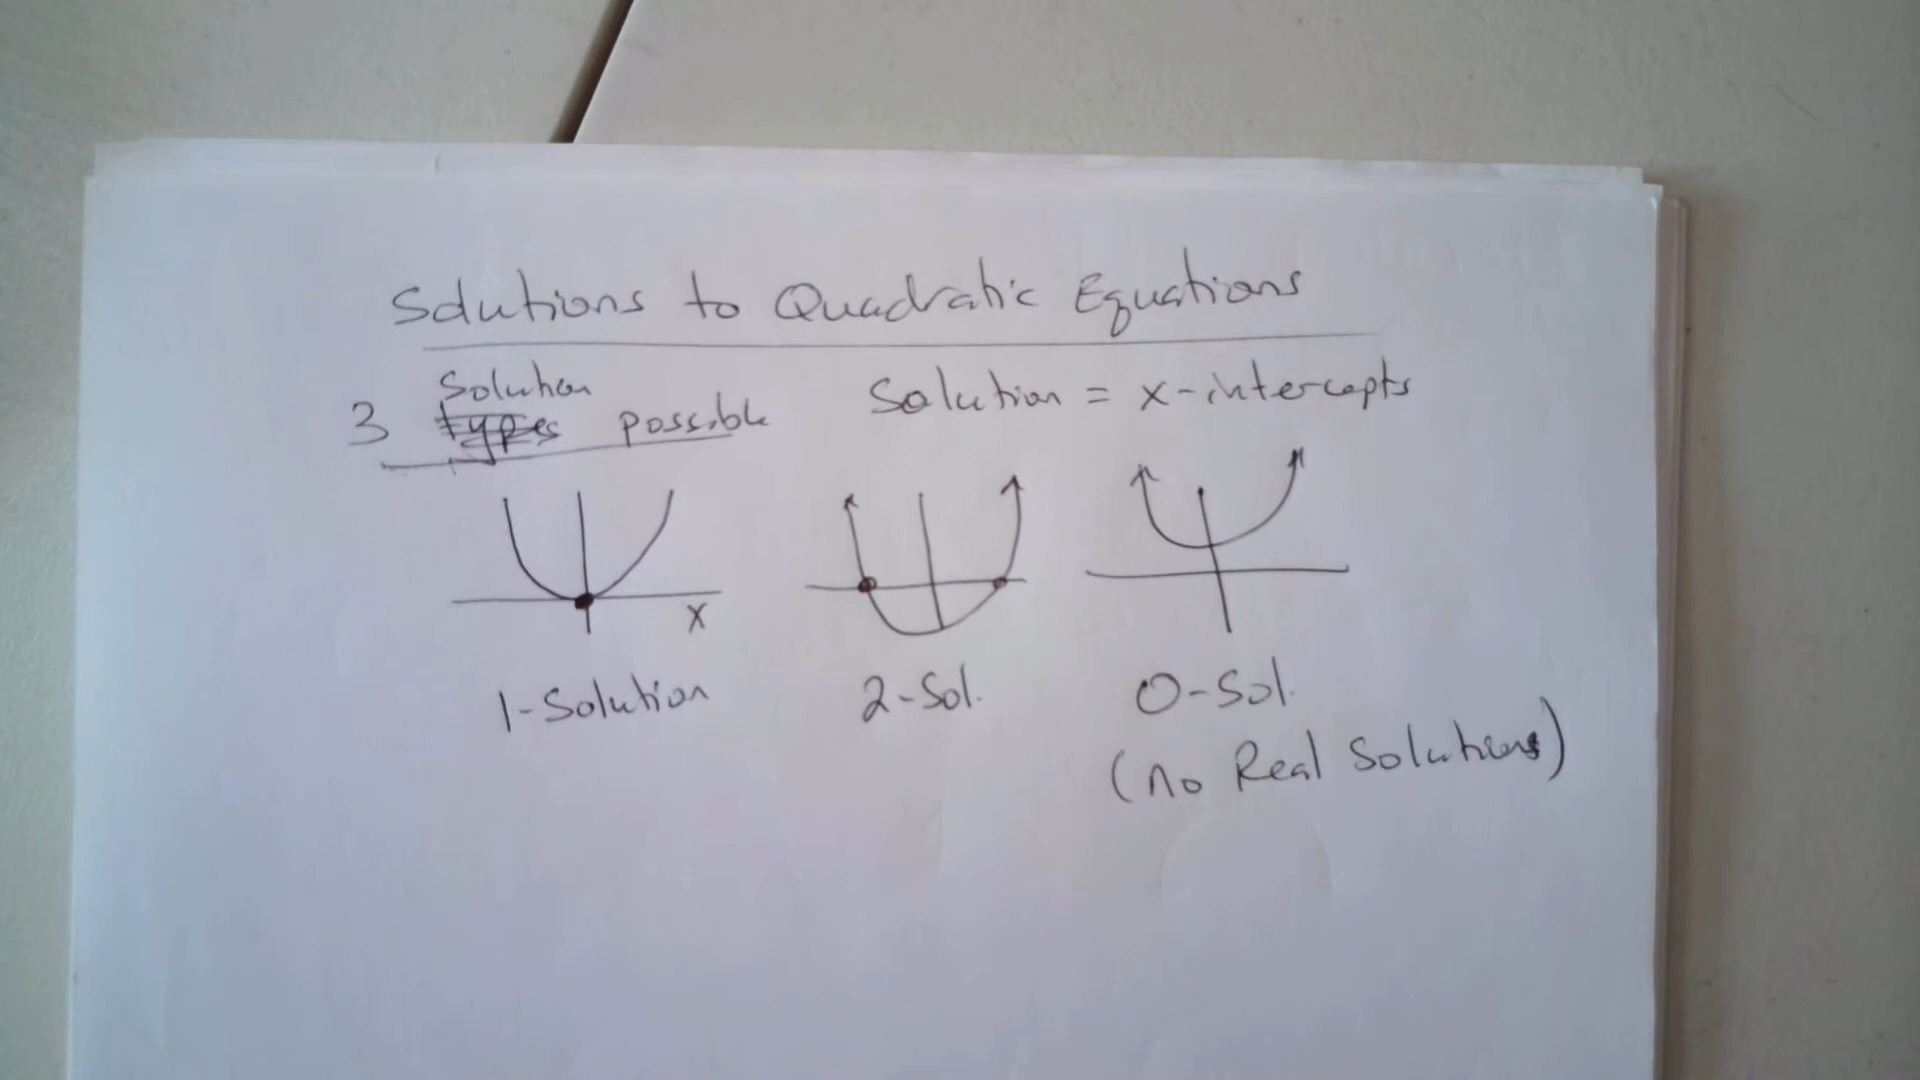 Solutions to Quadratic Equations
Solution
3 types possible
Solution = x-intercepts
X
1-Solution
2-Sol.
0-Sol.
(no Real Solutions)